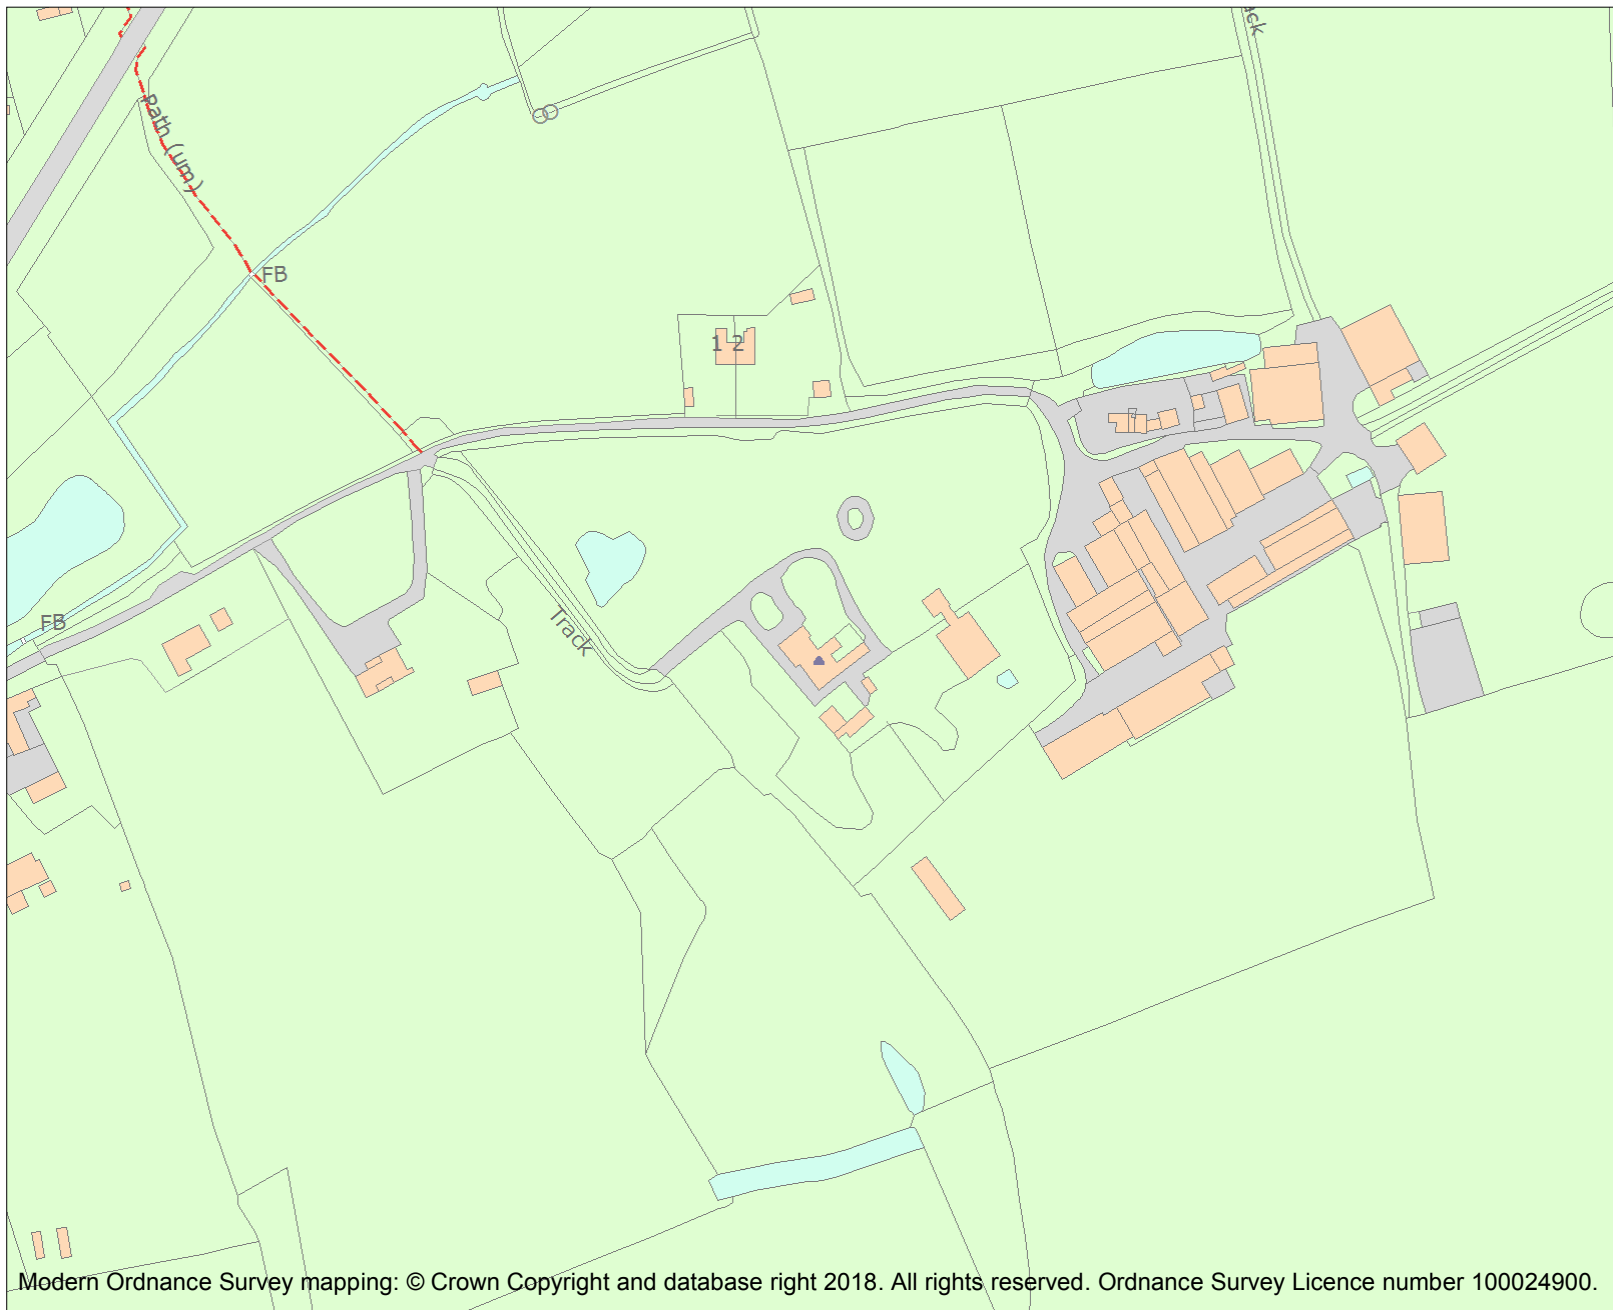 Path (um)
FB
1 2
4
FB
Track
Modern Ordnance Survey mapping: © Crown Copyright and database right 2018. All rights reserved. Ordnance Survey Licence number 100024900.